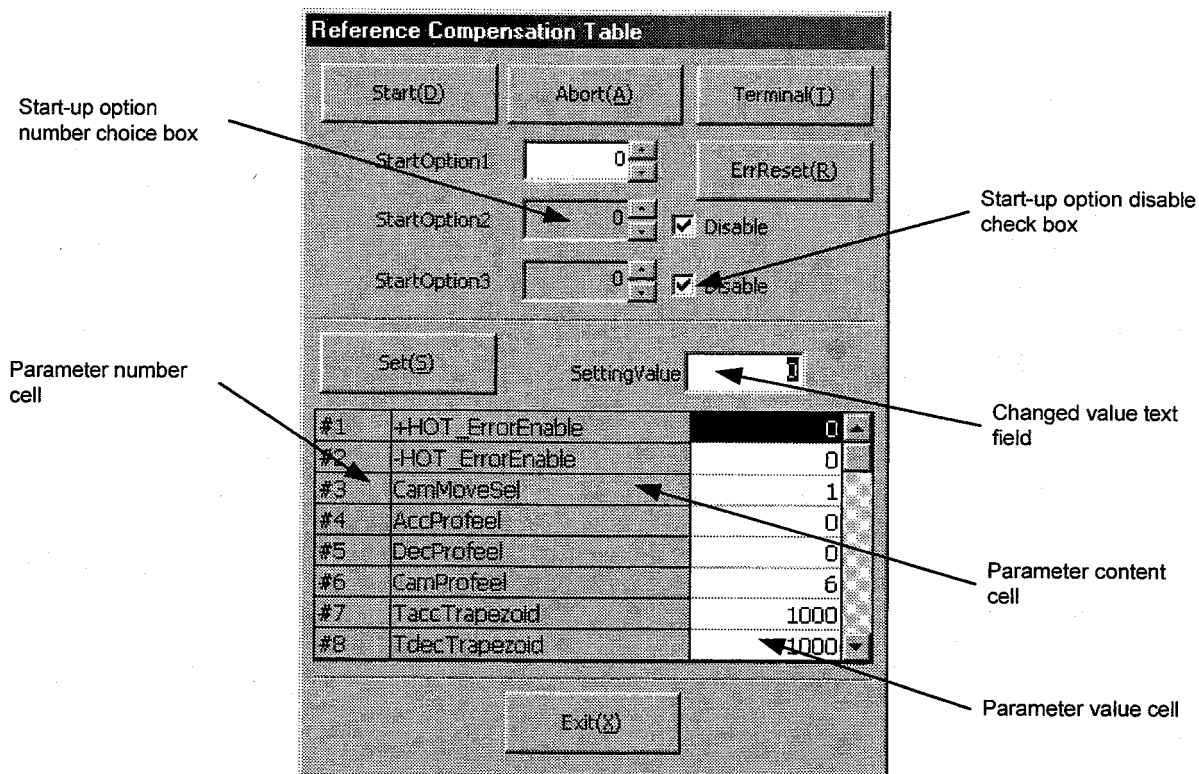 Reference Compensation Table
Start(D)
Abort(A)
Terminal(T)
Start-up option
number choice box
StartOption1
0
ErrReset(R)
StartOption2
0
Disable
Start-up option disable
check box
StartOption3
0
Disable
Set(S)
SettingValue
0
Parameter number
cell
Changed value text
field
#1 +HOT_ErrorEnable 0
#2 -HOT_ErrorEnable 0
#3 CamMoveSel 1
#4 AccProfeel 0
#5 DecProfeel 0
#6 CamProfeel 6
#7 TaccTrapezoid 1000
#8 TdecTrapezoid 1000
Parameter content
cell
Parameter value cell
Exit(X)